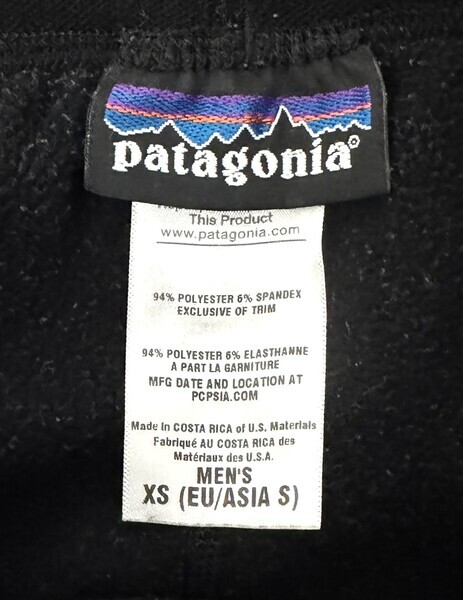 patagonia®
This Product
www.patagonia.com
94% POLYESTER 6% SPANDEX
EXCLUSIVE OF TRIM
94% POLYESTER 6% ELASTHANNE
A PART LA GARNITURE
MFG DATE AND LOCATION AT
PCPSIA.COM
Made in COSTA RICA of U.S. Materials
Fabriqué AU COSTA RICA des
Matériaux des U.S.A.
MEN'S
XS (EU/ASIA S)